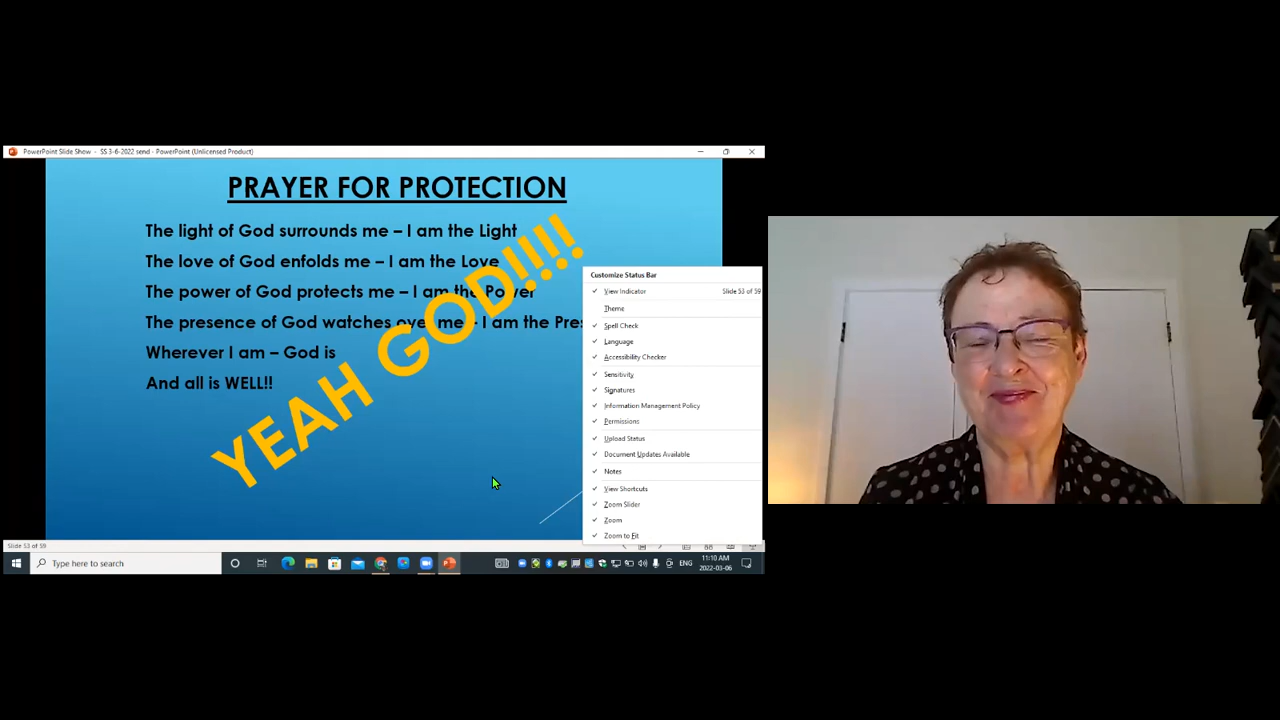 PowerPoint Slide Show - SS 3-6-2022 send - PowerPoint (Unlicensed Product)
PRAYER FOR PROTECTION
The light of God surrounds me – I am the Light
The love of God enfolds me – I am the Love
The power of God protects me – I am the Power
The presence of God watches over me – I am the Pres
Wherever I am – God is
And all is WELL!!
YEAH GOD!!!!
Customize Status Bar
View Indicator Slide 53 of 59
Theme
Spell Check
Language
Accessibility Checker
Sensitivity
Signatures
Information Management Policy
Permissions
Upload Status
Document Updates Available
Notes
View Shortcuts
Zoom Slider
Zoom
Zoom to Fit
Slide 53 of 59
Type here to search
ENG
11:10 AM
2022-03-06